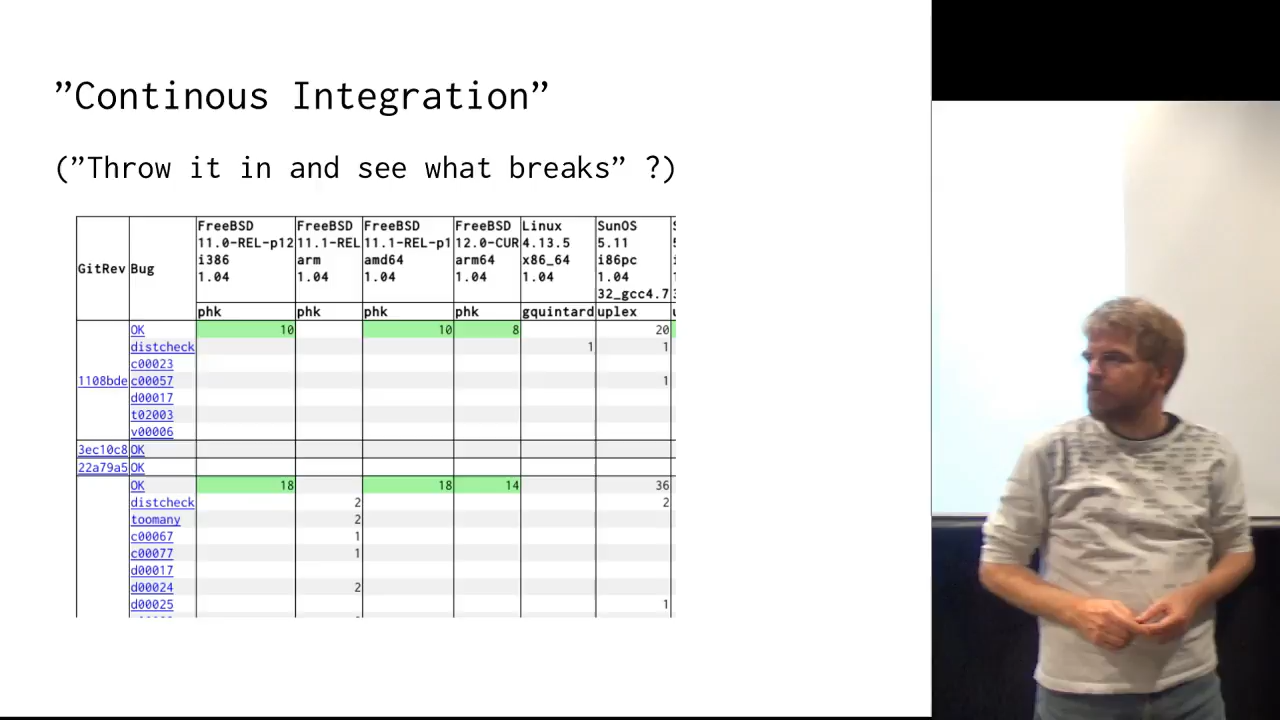 ”Continous Integration”
(”Throw it in and see what breaks” ?)
GitRev Bug FreeBSD 11.0-REL-p12 i386 1.04 FreeBSD 11.1-REL arm 1.04 FreeBSD 11.1-REL-p1 amd64 1.04 FreeBSD 12.0-CUR arm64 1.04 Linux 4.13.5 x86_64 1.04 SunOS 5.11 i86pc 1.04 32_gcc4.7
phk phk phk phk gquintard uplex
1108bde OK 10 10 8 20
distcheck 1 1
c00023
c00057 1
d00017
t02003
v00006
3ec10c8 OK
22a79a5 OK
OK 18 18 14 36
distcheck 2 2
toomany 2
c00067 1
c00077 1
d00017
d00024 2
d00025 1